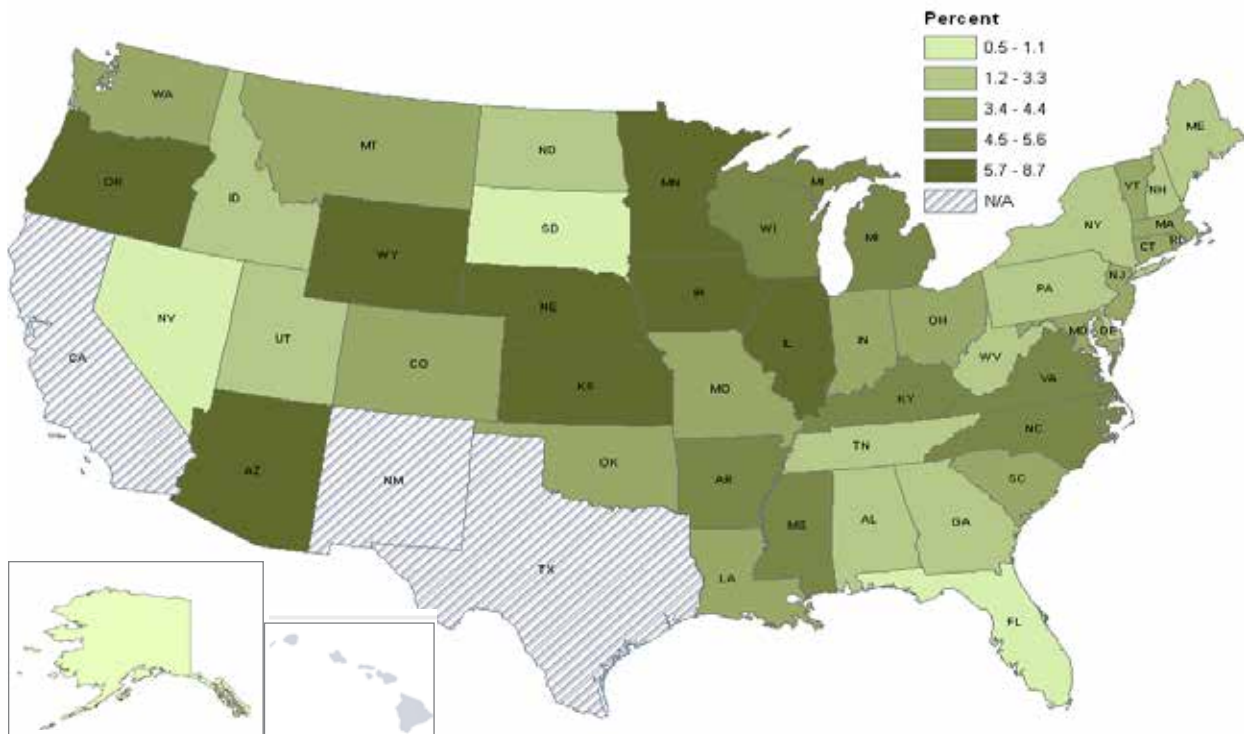 Percent
0.5 - 1.1
1.2 - 3.3
3.4 - 4.4
4.5 - 5.6
5.7 - 8.7
N/A
WA
MT
ND
MN
ME
OR
ID
SD
WI
MI
MI
VT
NH
NY
MA
CT
RI
WY
NE
IA
PA
NJ
NV
UT
CO
KS
MO
IL
IN
OH
WV
MD
DE
VA
CA
KY
NC
TN
AZ
NM
OK
AR
SC
TX
LA
MS
AL
GA
FL